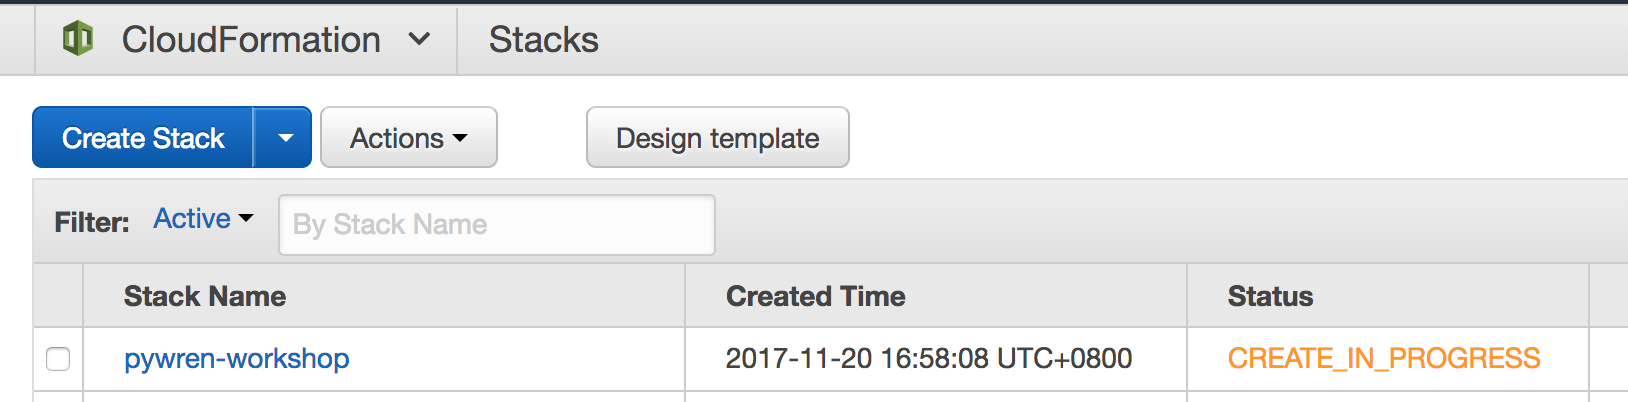 CloudFormation Stacks
Create Stack Actions Design template
Filter: Active By Stack Name
Stack Name Created Time Status
pywren-workshop 2017-11-20 16:58:08 UTC+0800 CREATE_IN_PROGRESS